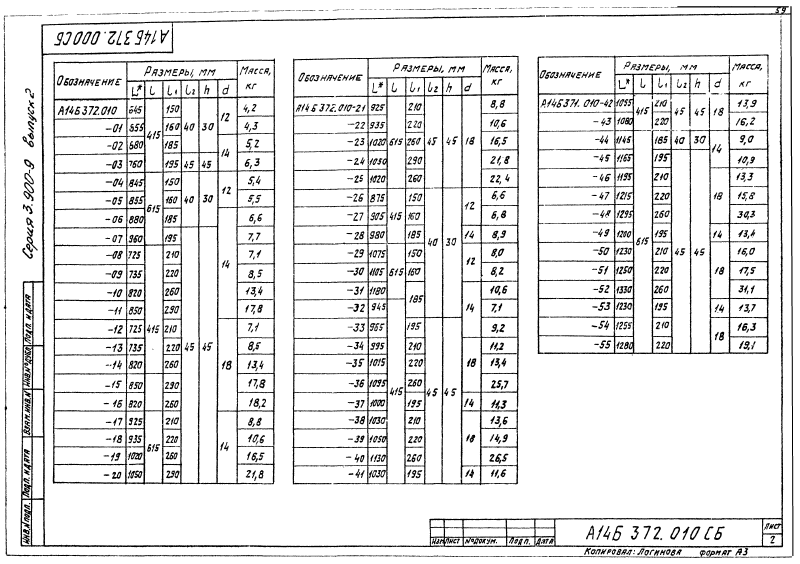 59
А14Б 372.000 СБ
Серия 3.900-9 выпуск 2
Обозначение Размеры, мм Масса, кг
L* l l₁ l₂ h d
А14Б372.010 645 415 150 40 30 12 4,2
-01 655 160 4,3
-02 680 185 14 5,2
-03 760 195 45 45 6,3
-04 845 615 150 40 30 12 5,4
-05 855 160 5,5
-06 880 185 14 6,6
-07 960 195 45 45 7,7
-08 725 415 210 7,1
-09 735 220 8,5
-10 820 260 13,4
-11 850 290 17,8
-12 725 210 18 7,1
-13 735 220 8,5
-14 820 260 13,4
-15 850 290 17,8
-16 820 260 18,2
-17 925 615 210 14 8,8
-18 935 220 10,6
-19 1020 260 16,5
-20 1050 290 21,8
Обозначение Размеры, мм Масса, кг
L* l l₁ l₂ h d
А14Б372.010-21 925 615 210 45 45 18 8,8
-22 935 220 10,6
-23 1020 260 16,5
-24 1050 290 21,8
-25 1020 260 22,4
-26 875 415 150 40 30 12 6,6
-27 905 160 6,8
-28 980 185 14 8,9
-29 1075 615 150 12 8,0
-30 1105 160 8,2
-31 1180 185 14 10,6
-32 945 415 7,1
-33 955 195 45 45 9,2
-34 995 210 18 11,2
-35 1015 220 13,4
-36 1095 260 25,7
-37 1000 195 14 11,3
-38 1030 210 18 13,6
-39 1050 220 14,9
-40 1130 260 26,5
-41 1030 195 14 11,6
Обозначение Размеры, мм Масса, кг
L* l l₁ l₂ h d
А14Б371.010-42 1055 415 210 45 45 18 13,9
-43 1080 220 16,2
-44 1145 615 185 40 30 14 9,0
-45 1165 195 45 45 10,9
-46 1195 210 18 13,3
-47 1215 220 15,8
-48 1295 260 30,3
-49 1200 195 14 13,4
-50 1230 210 18 16,0
-51 1250 220 17,5
-52 1330 260 31,1
-53 1230 195 14 13,7
-54 1255 210 18 16,3
-55 1280 220 19,1
Инв.№ подл. Подп. и дата Взам.инв.№ Инв.№ дубл. Подп. и дата
Изм Лист №докум. Подп. Дата
А14Б 372.010 СБ
Лист
2
Копировал: Логинова формат А3